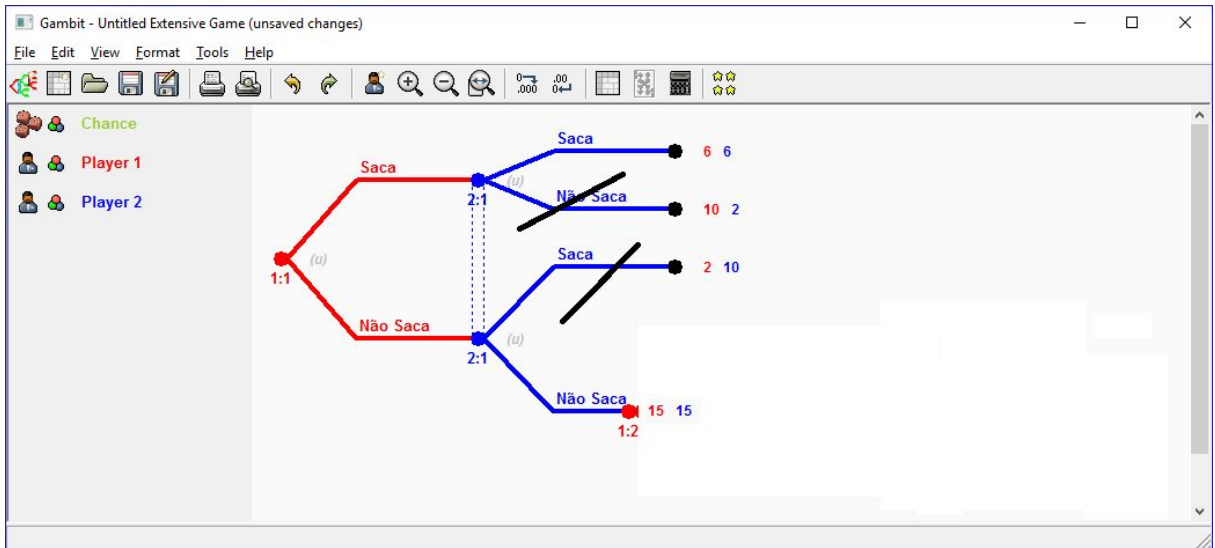 Gambit - Untitled Extensive Game (unsaved changes)
File Edit View Format Tools Help
Chance
Player 1
Player 2
Saca
6 6
Saca
(u)
2:1
Não Saca
10 2
(u)
1:1
Saca
2 10
Não Saca
(u)
2:1
Não Saca
15 15
1:2